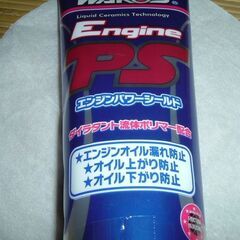 WAKO'S
Liquid Ceramics Technology
Engine
PS
エンジンパワーシールド
ダイラタント流体ポリマー配合
★エンジンオイル漏れ防止
★オイル上がり防止
★オイル下がり防止